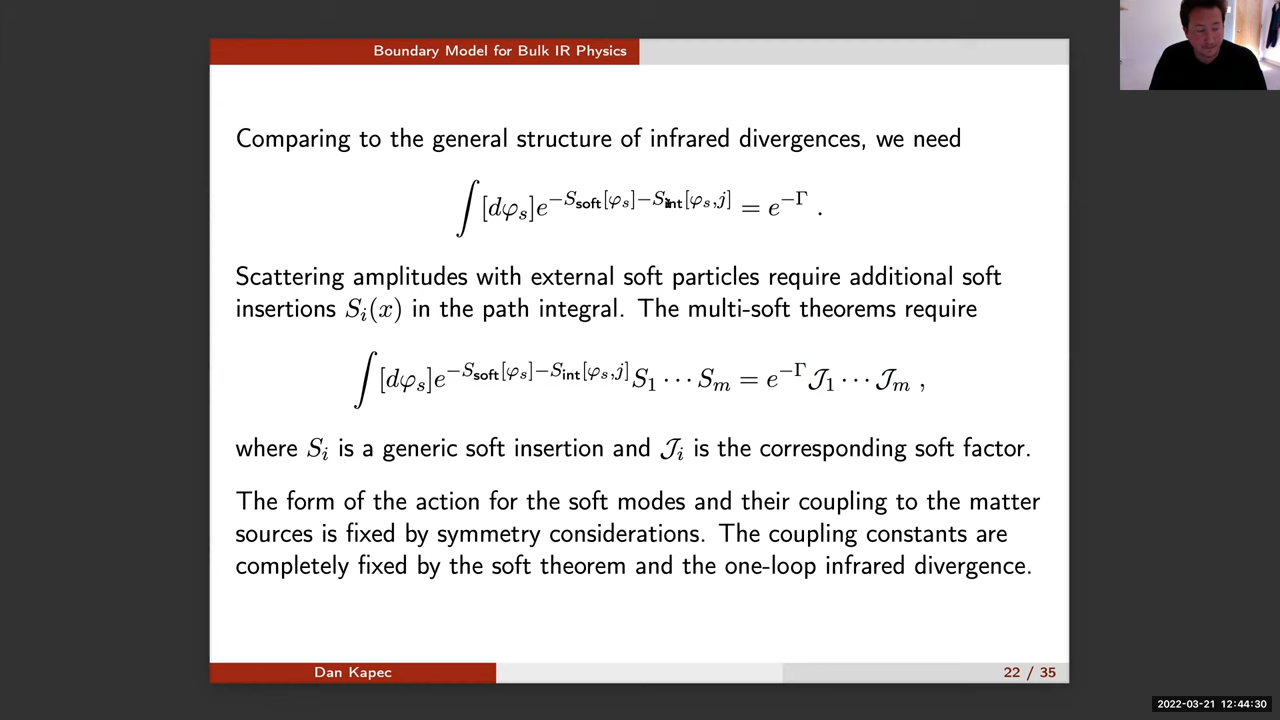 Boundary Model for Bulk IR Physics
Comparing to the general structure of infrared divergences, we need
∫[dφ_s]e^{−S_soft[φ_s]−S_int[φ_s,j]} = e^{−Γ} .
Scattering amplitudes with external soft particles require additional soft
insertions S_i(x) in the path integral. The multi-soft theorems require
∫[dφ_s]e^{−S_soft[φ_s]−S_int[φ_s,j]} S_1 ⋯ S_m = e^{−Γ} 𝒥_1 ⋯ 𝒥_m ,
where S_i is a generic soft insertion and 𝒥_i is the corresponding soft factor.
The form of the action for the soft modes and their coupling to the matter
sources is fixed by symmetry considerations. The coupling constants are
completely fixed by the soft theorem and the one-loop infrared divergence.
Dan Kapec
22 / 35
2022-03-21 12:44:30